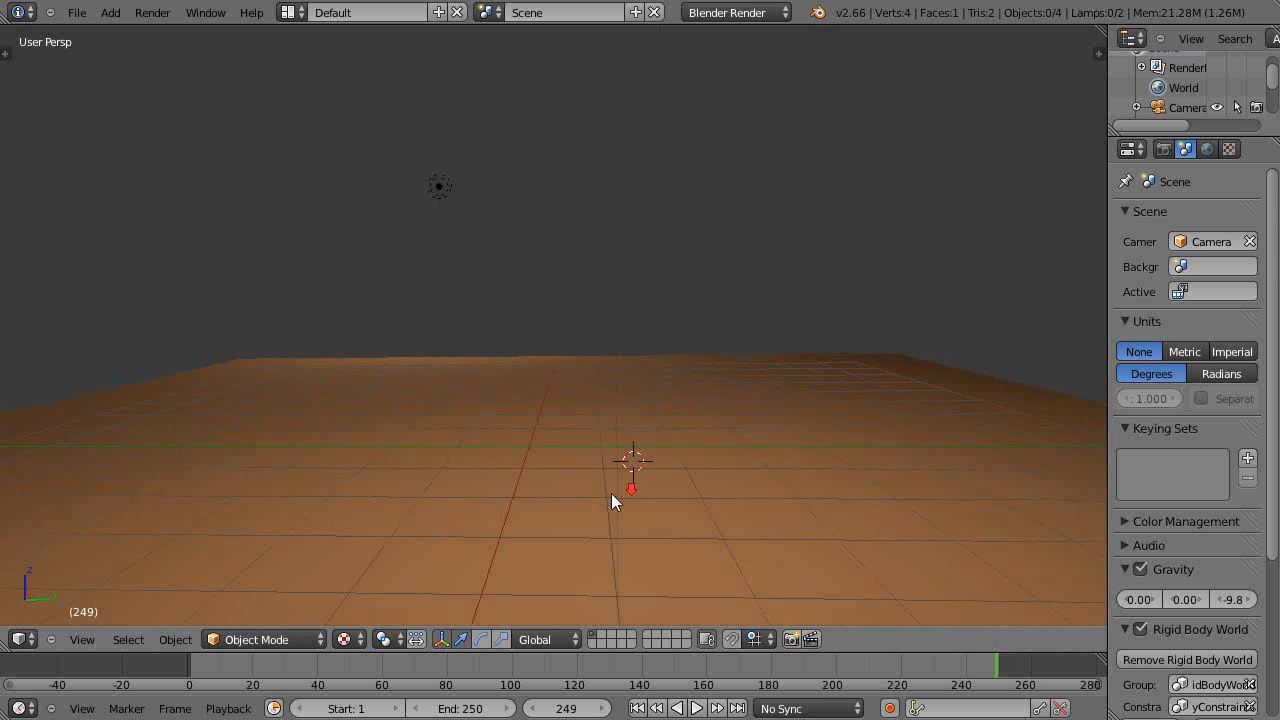 File Add Render Window Help Default Scene Blender Render v2.66 | Verts:4 | Faces:1 | Tris:2 | Objects:0/4 | Lamps:0/2 | Mem:21.28M (1.26M)
User Persp
View Search
World
Camera
Scene
Scene
Camer Camera
Backgr
Active
Units
None Metric Imperial
Degrees Radians
: 1.000 Separat
Keying Sets
Color Management
Audio
Gravity
0.00 0.00 -9.8
Rigid Body World
Remove Rigid Body World
Group:
Constra
z
y
(249)
View Select Object Object Mode Global
-40 -20 0 20 40 60 80 100 120 140 160 180 200 220 240 260 280
View Marker Frame Playback Start: 1 End: 250 249 No Sync